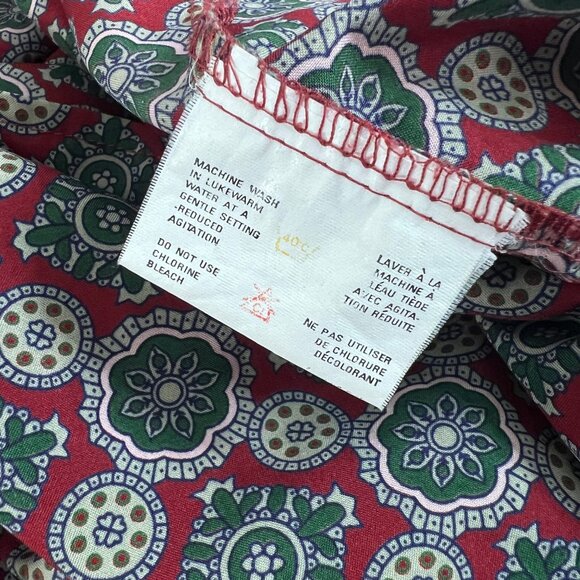 MACHINE WASH
IN LUKEWARM
WATER AT A
GENTLE SETTING
-REDUCED
AGITATION
DO NOT USE
CHLORINE
BLEACH
40°C
LAVER À LA
MACHINE À
L'EAU TIÈDE
AVEC AGITA-
TION RÉDUITE
NE PAS UTILISER
DE CHLORURE
DÉCOLORANT